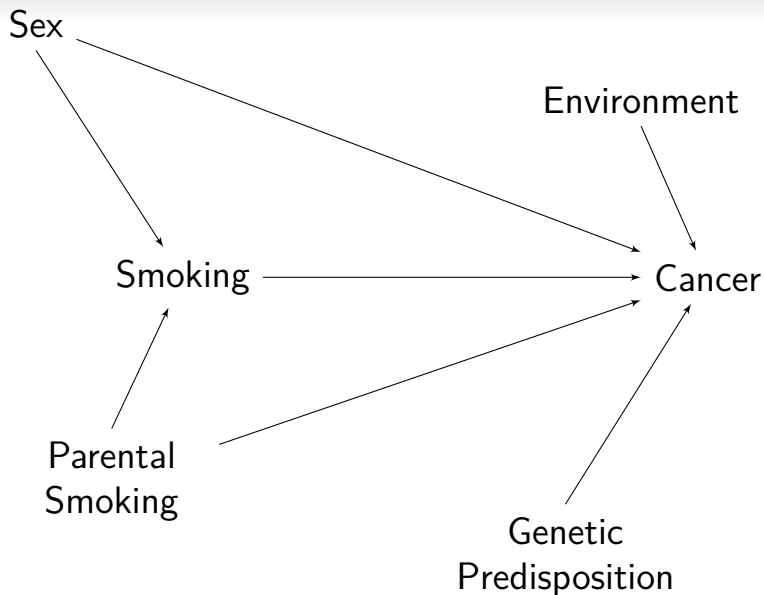 Sex
Environment
Smoking
Cancer
Parental
Smoking
Genetic
Predisposition